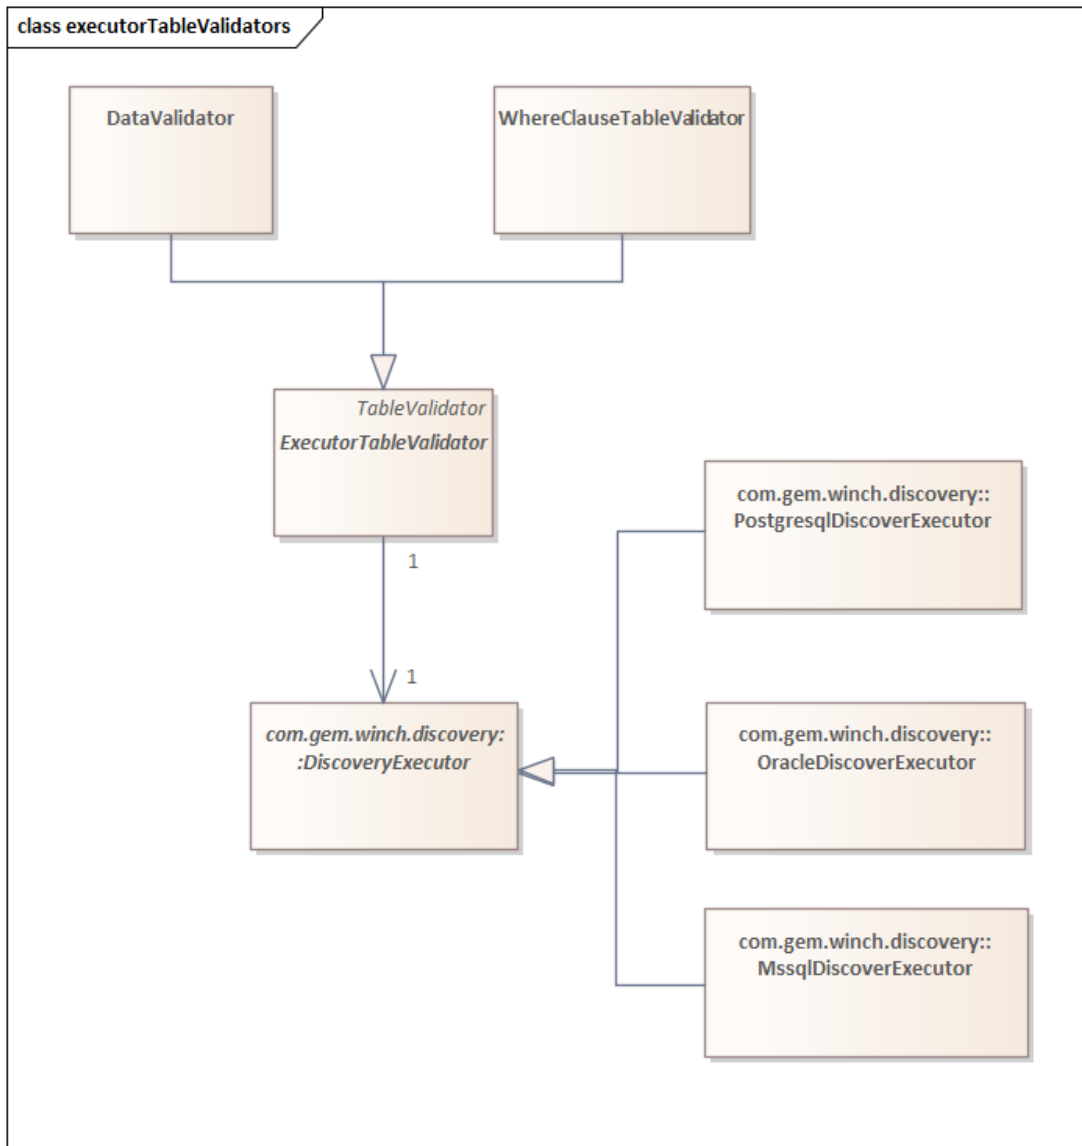 class executorTableValidators
DataValidator
WhereClauseTableValidator
TableValidator
ExecutorTableValidator
1
1
com.gem.winch.discovery:
:DiscoveryExecutor
com.gem.winch.discovery::
PostgresqlDiscoverExecutor
com.gem.winch.discovery::
OracleDiscoverExecutor
com.gem.winch.discovery::
MssqlDiscoverExecutor